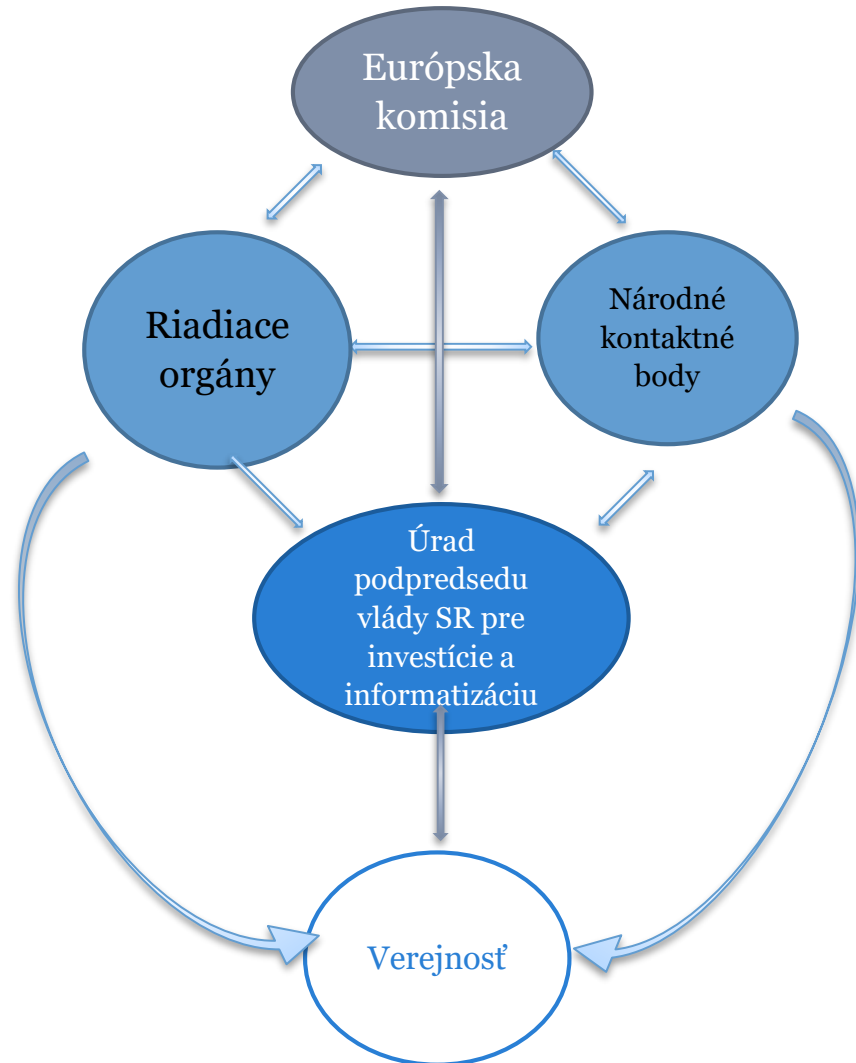 Európska
komisia
Riadiace
orgány
Národné
kontaktné
body
Úrad
podpredsedu
vlády SR pre
investície a
informatizáciu
Verejnosť